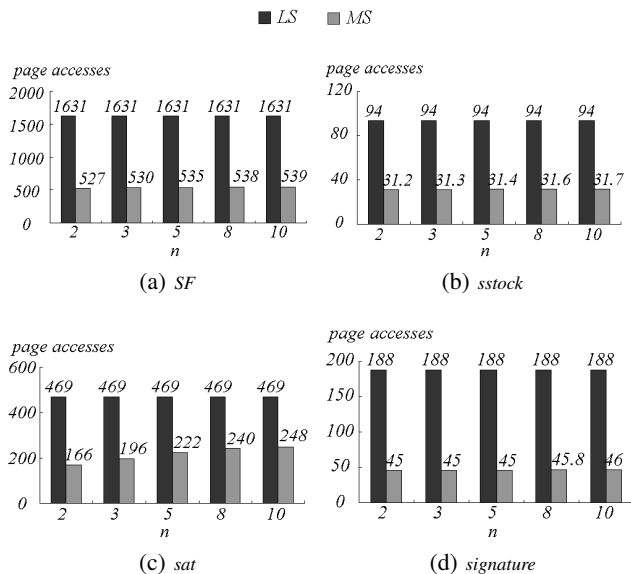 LS MS
page accesses
2000
1500
1000
500
0
1631 1631 1631 1631 1631
527 530 535 538 539
2 3 5 8 10
n
(a) SF
page accesses
120
80
40
0
94 94 94 94 94
31.2 31.3 31.4 31.6 31.7
2 3 5 8 10
n
(b) sstock
page accesses
600
400
200
0
469 469 469 469 469
166 196 222 240 248
2 3 5 8 10
n
(c) sat
page accesses
200
150
100
50
0
188 188 188 188 188
45 45 45 45.8 46
2 3 5 8 10
n
(d) signature